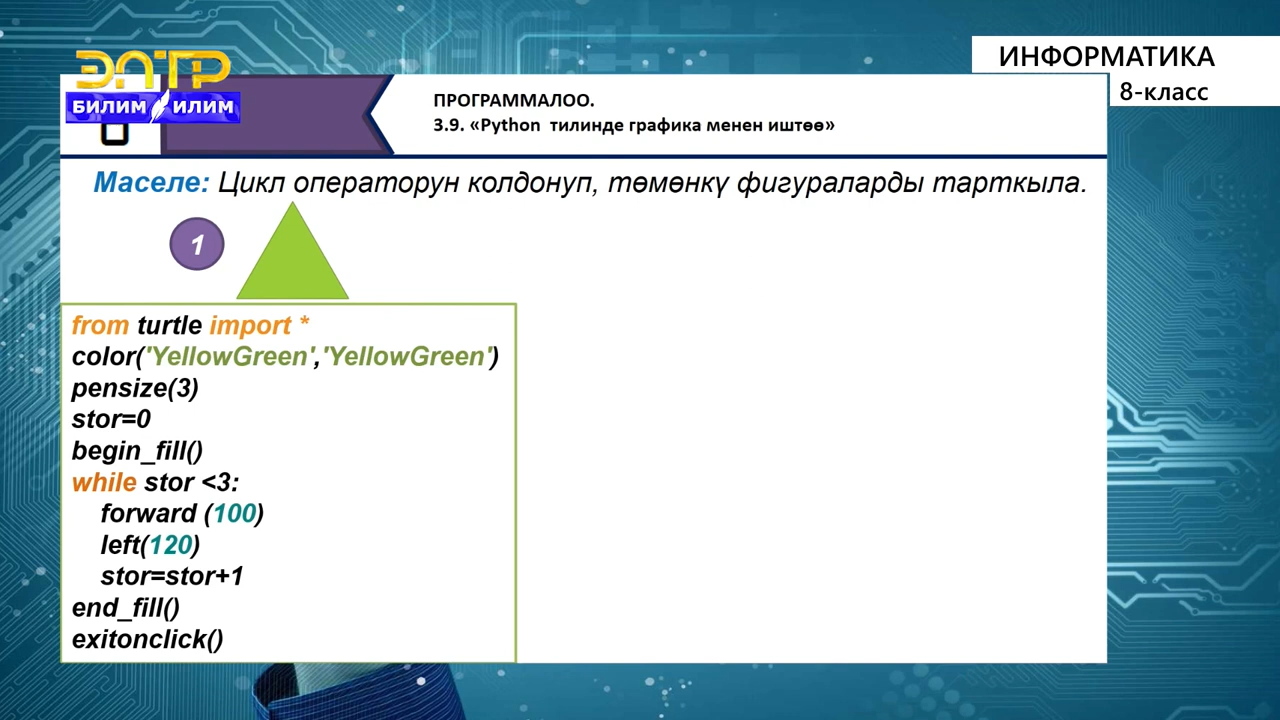 ЭЛТР
БИЛИМ ИЛИМ
ИНФОРМАТИКА
8-класс
ПРОГРАММАЛОО.
3.9. «Python тилинде графика менен иштөө»
Маселе: Цикл операторун колдонуп, төмөнкү фигураларды тарткыла.
1
from turtle import *
color('YellowGreen','YellowGreen')
pensize(3)
stor=0
begin_fill()
while stor <3:
forward (100)
left(120)
stor=stor+1
end_fill()
exitonclick()